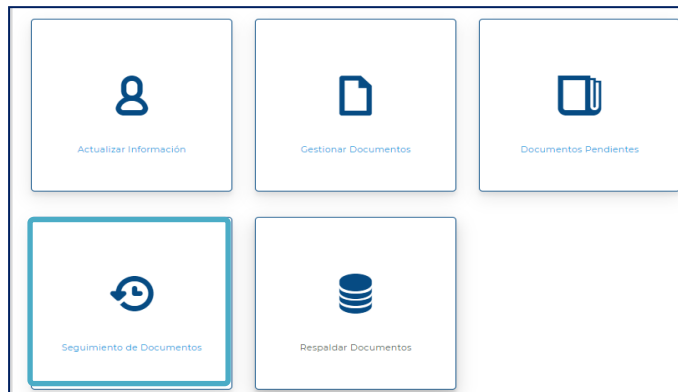 Actualizar Información
Gestionar Documentos
Documentos Pendientes
Seguimiento de Documentos
Respaldar Documentos